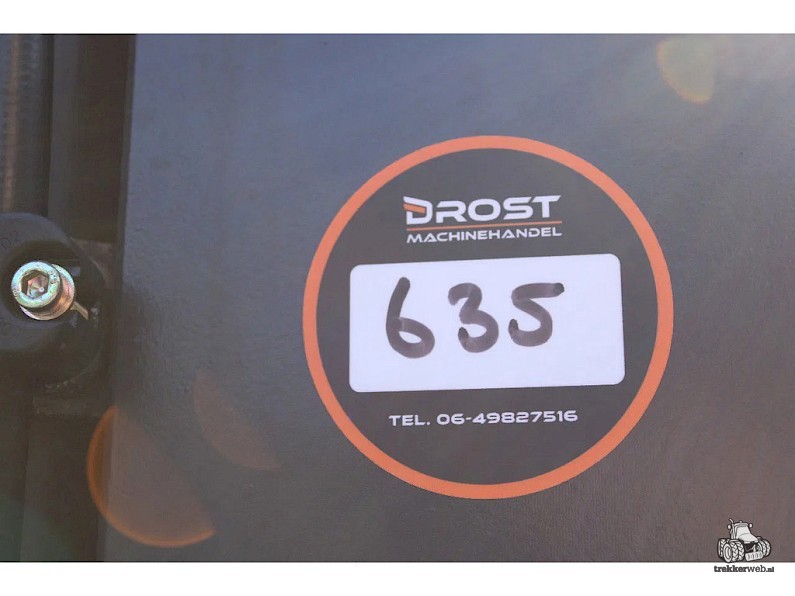 DROST
MACHINEHANDEL
635
TEL. 06-49827516
trekkerweb.nl